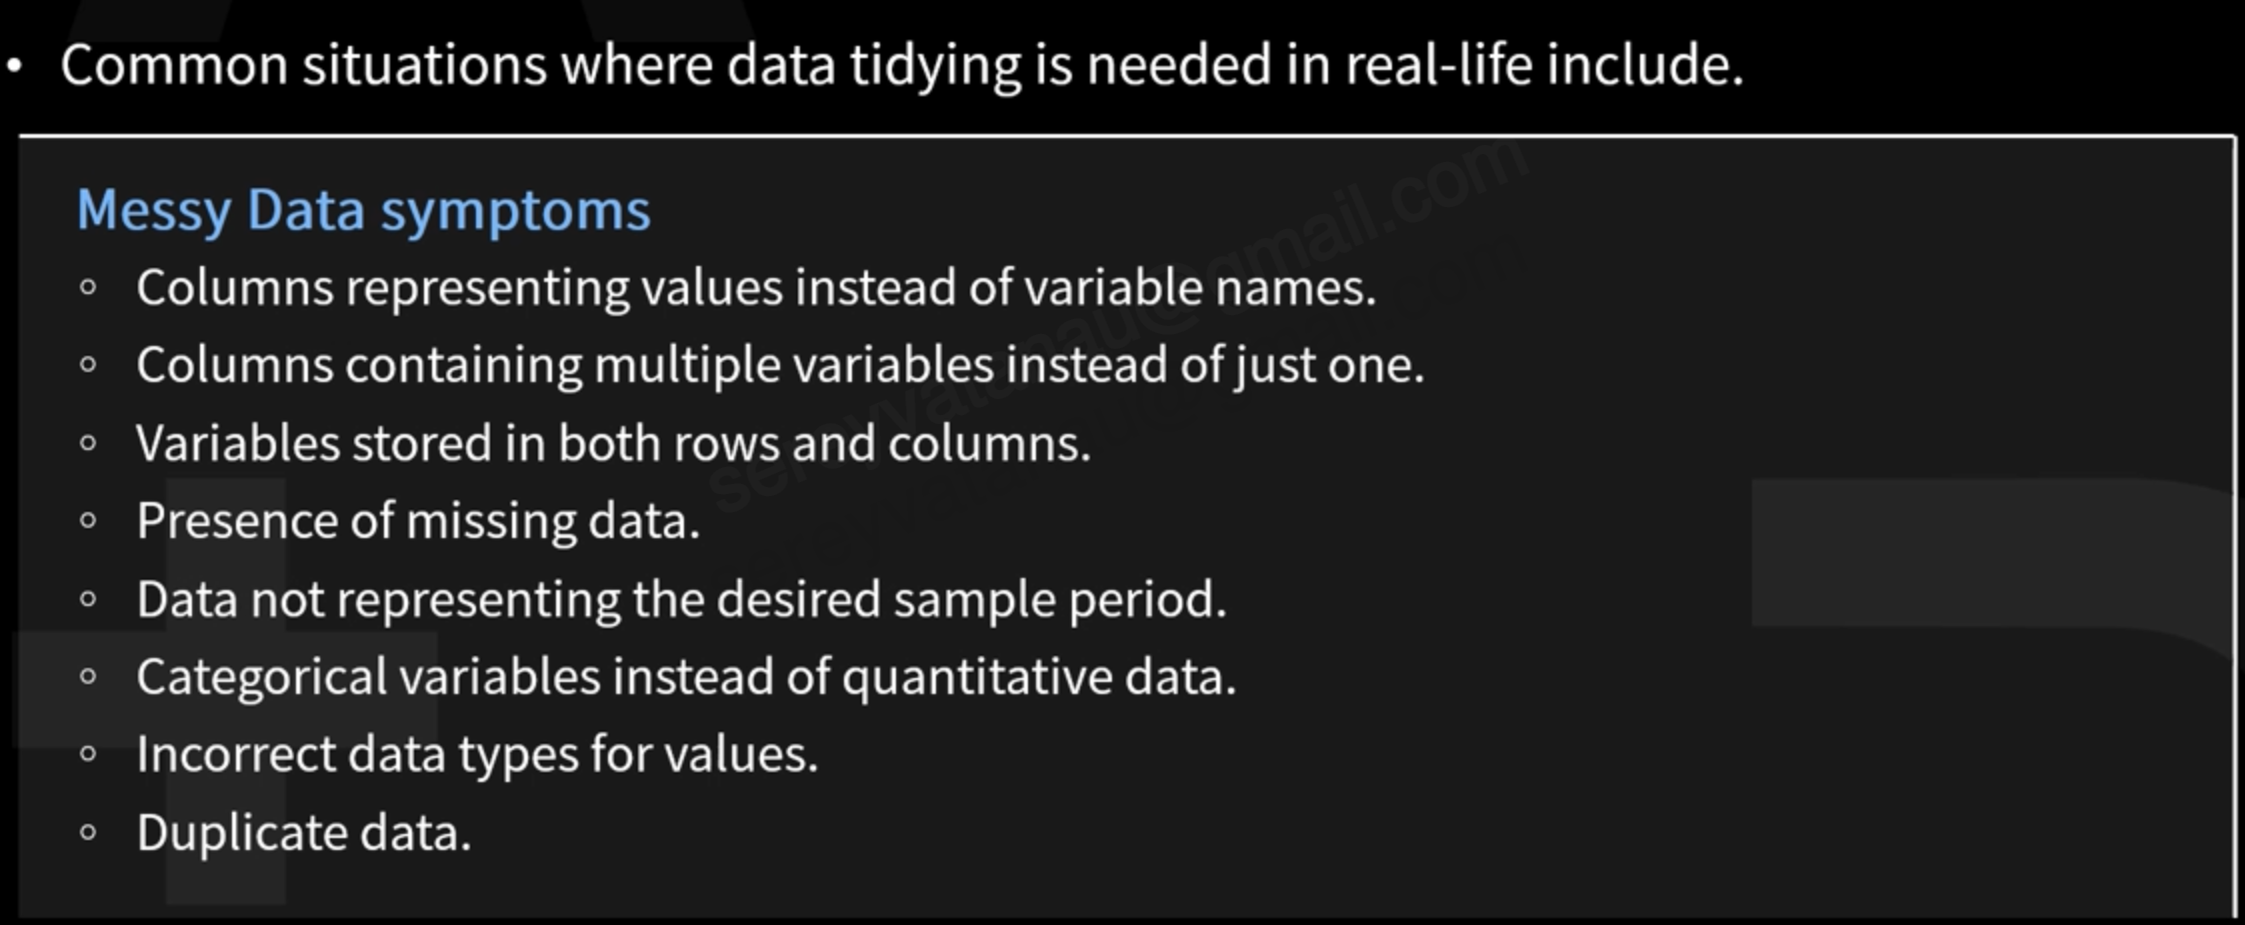 • Common situations where data tidying is needed in real-life include.
Messy Data symptoms
◦ Columns representing values instead of variable names.
◦ Columns containing multiple variables instead of just one.
◦ Variables stored in both rows and columns.
◦ Presence of missing data.
◦ Data not representing the desired sample period.
◦ Categorical variables instead of quantitative data.
◦ Incorrect data types for values.
◦ Duplicate data.